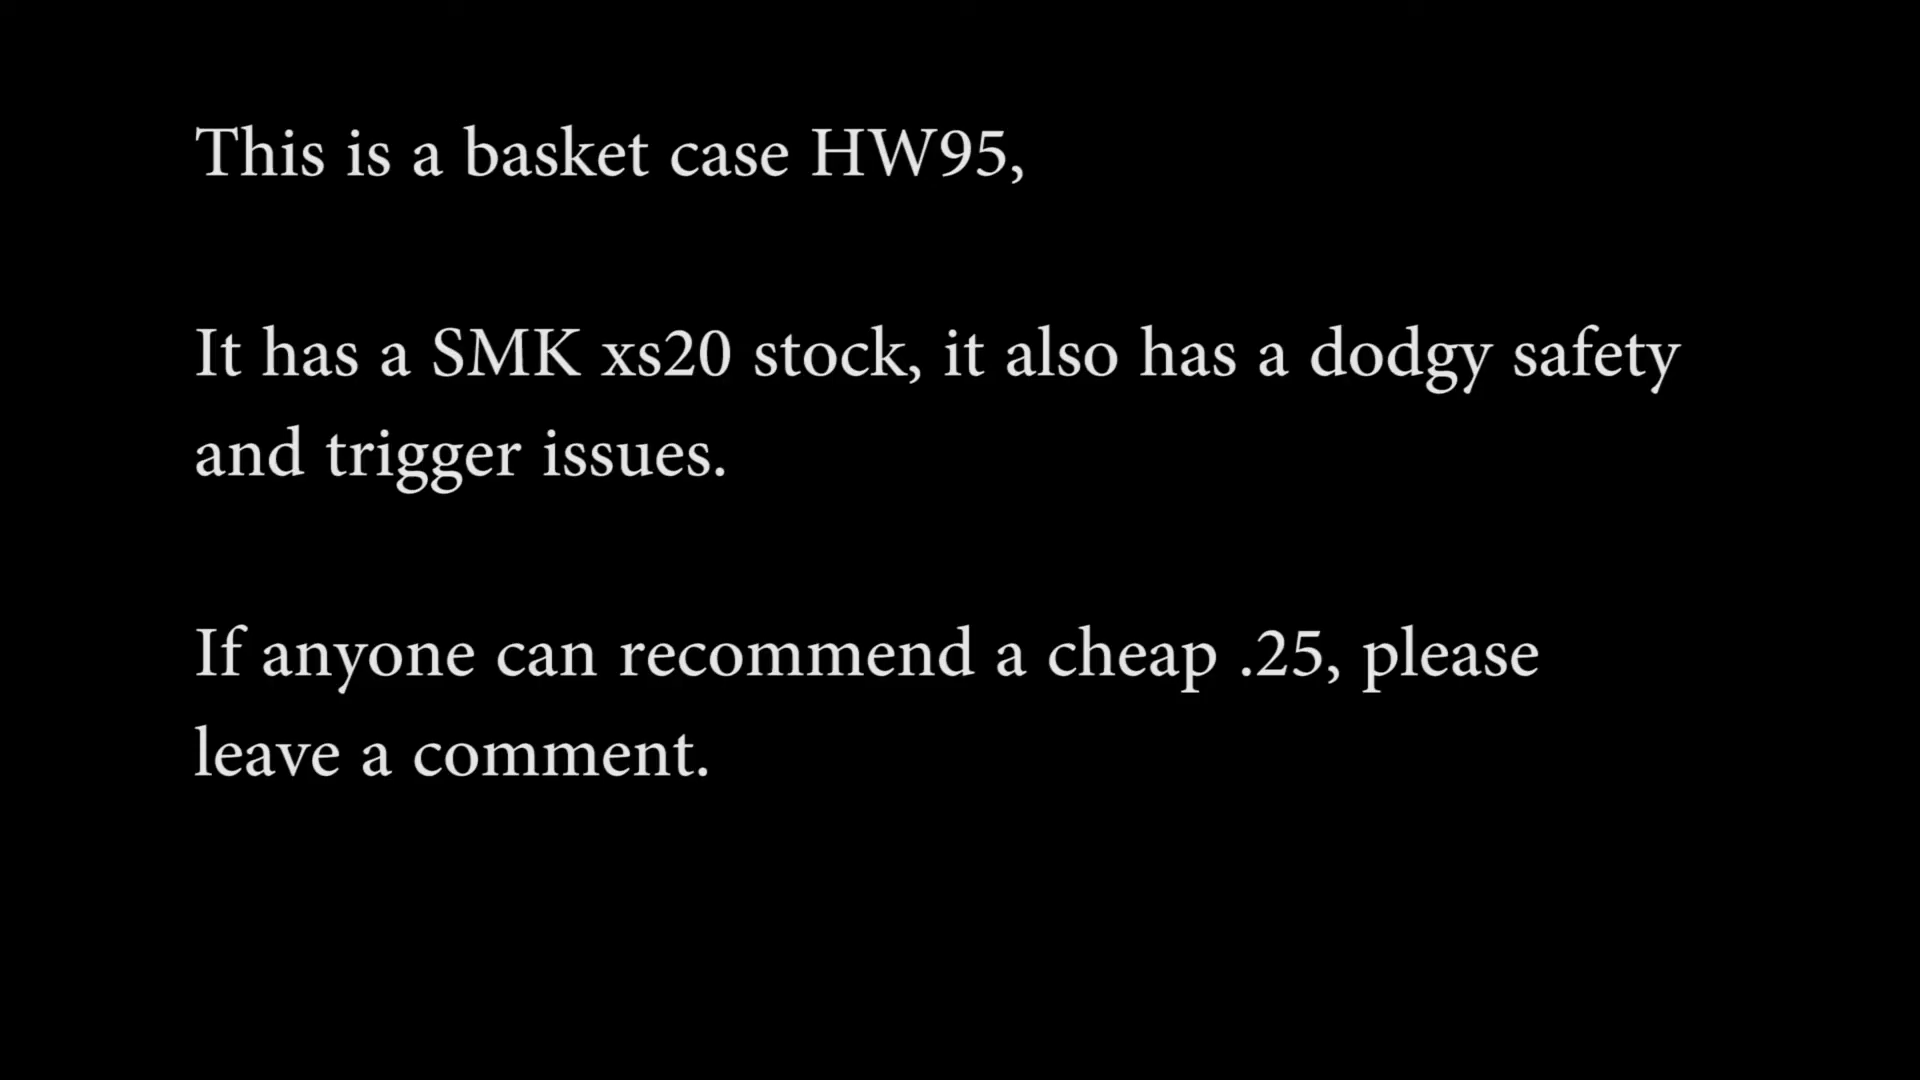 This is a basket case HW95,
It has a SMK xs20 stock, it also has a dodgy safety
and trigger issues.
If anyone can recommend a cheap .25, please
leave a comment.